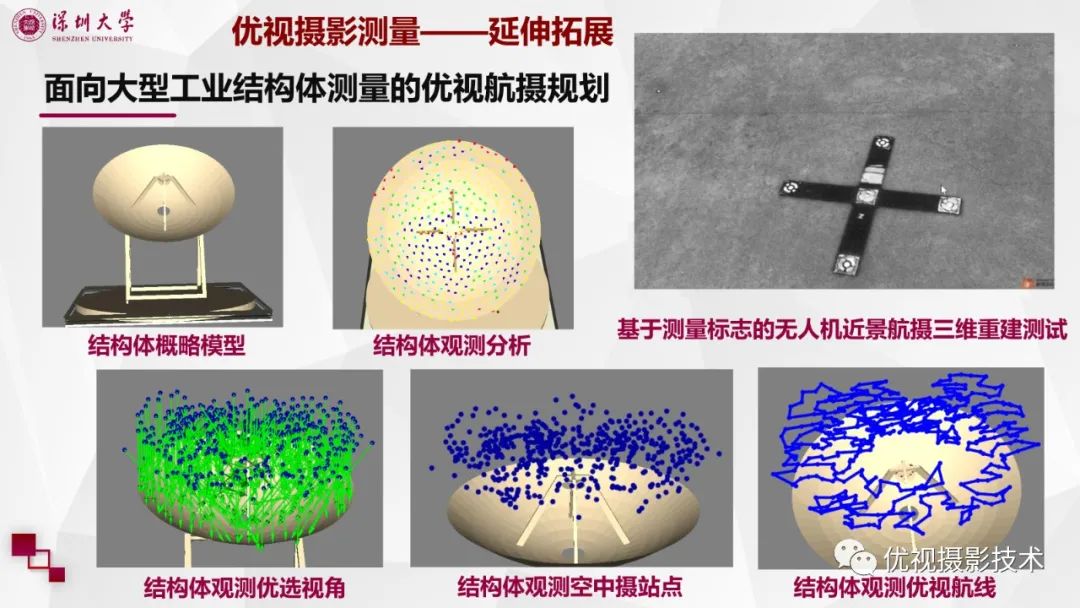 深圳大学
SHENZHEN UNIVERSITY
优视摄影测量——延伸拓展
面向大型工业结构体测量的优视航摄规划
结构体概略模型
结构体观测分析
基于测量标志的无人机近景航摄三维重建测试
结构体观测优选视角
结构体观测空中摄站点
结构体观测优视航线
优视摄影技术